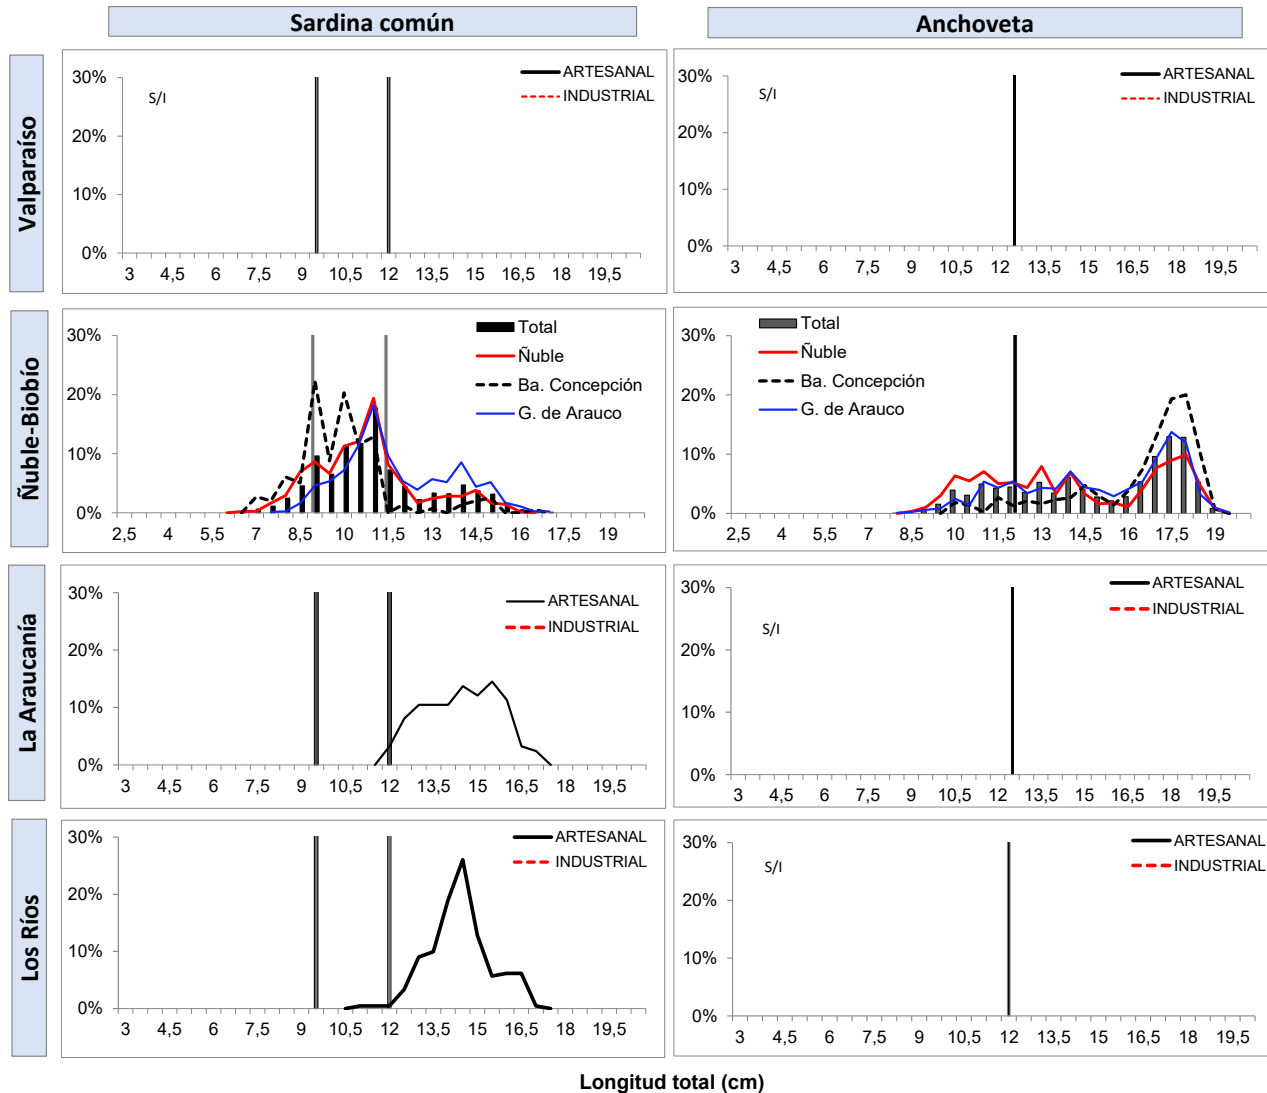 Sardina común
Anchoveta
Valparaíso
30%
20%
10%
0%
S/I
ARTESANAL
INDUSTRIAL
3 4,5 6 7,5 9 10,5 12 13,5 15 16,5 18 19,5
30%
20%
10%
0%
S/I
ARTESANAL
INDUSTRIAL
3 4,5 6 7,5 9 10,5 12 13,5 15 16,5 18 19,5
Ñuble-Biobío
30%
20%
10%
0%
Total
Ñuble
Ba. Concepción
G. de Arauco
2,5 4 5,5 7 8,5 10 11,5 13 14,5 16 17,5 19
30%
20%
10%
0%
Total
Ñuble
Ba. Concepción
G. de Arauco
2,5 4 5,5 7 8,5 10 11,5 13 14,5 16 17,5 19
La Araucanía
30%
20%
10%
0%
ARTESANAL
INDUSTRIAL
3 4,5 6 7,5 9 10,5 12 13,5 15 16,5 18 19,5
30%
20%
10%
0%
S/I
ARTESANAL
INDUSTRIAL
3 4,5 6 7,5 9 10,5 12 13,5 15 16,5 18 19,5
Los Ríos
30%
20%
10%
0%
ARTESANAL
INDUSTRIAL
3 4,5 6 7,5 9 10,5 12 13,5 15 16,5 18 19,5
30%
20%
10%
0%
S/I
ARTESANAL
INDUSTRIAL
3 4,5 6 7,5 9 10,5 12 13,5 15 16,5 18 19,5
Longitud total (cm)